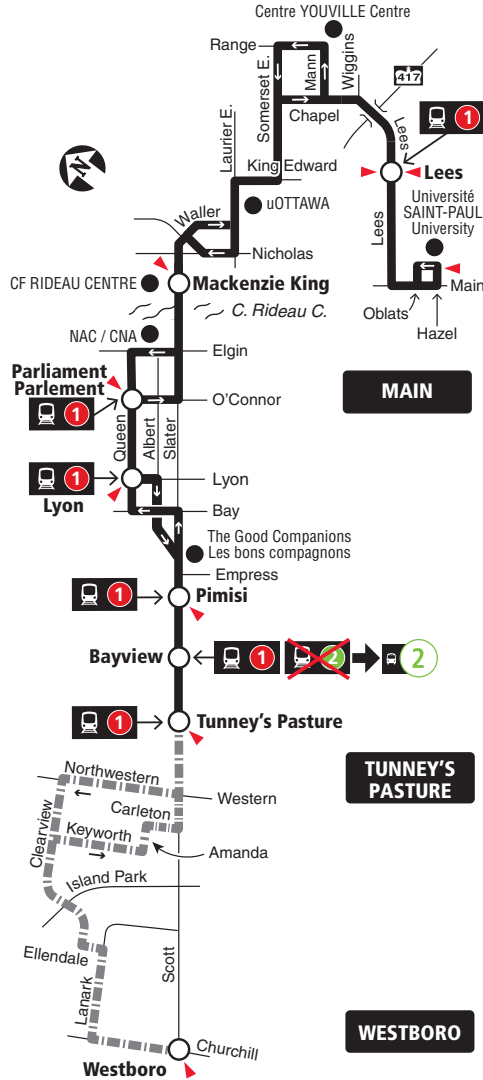 Centre YOUVILLE Centre
Range
Mann
Wiggins
417
Somerset E.
Chapel
Lees
1
Laurier E.
King Edward
Lees
uOTTAWA
Université
SAINT-PAUL
University
N
Waller
Lees
Nicholas
CF RIDEAU CENTRE
Mackenzie King
Main
C. Rideau C.
Oblats
Hazel
NAC / CNA
Elgin
Parliament
Parlement
MAIN
1
O'Connor
Queen
Albert
Slater
1
Lyon
Lyon
Bay
The Good Companions
Les bons compagnons
Empress
1
Pimisi
Bayview
1
2
2
1
Tunney's Pasture
TUNNEY'S
PASTURE
Northwestern
Western
Carleton
Clearview
Keyworth
Amanda
Island Park
Ellendale
Scott
Lanark
WESTBORO
Churchill
Westboro